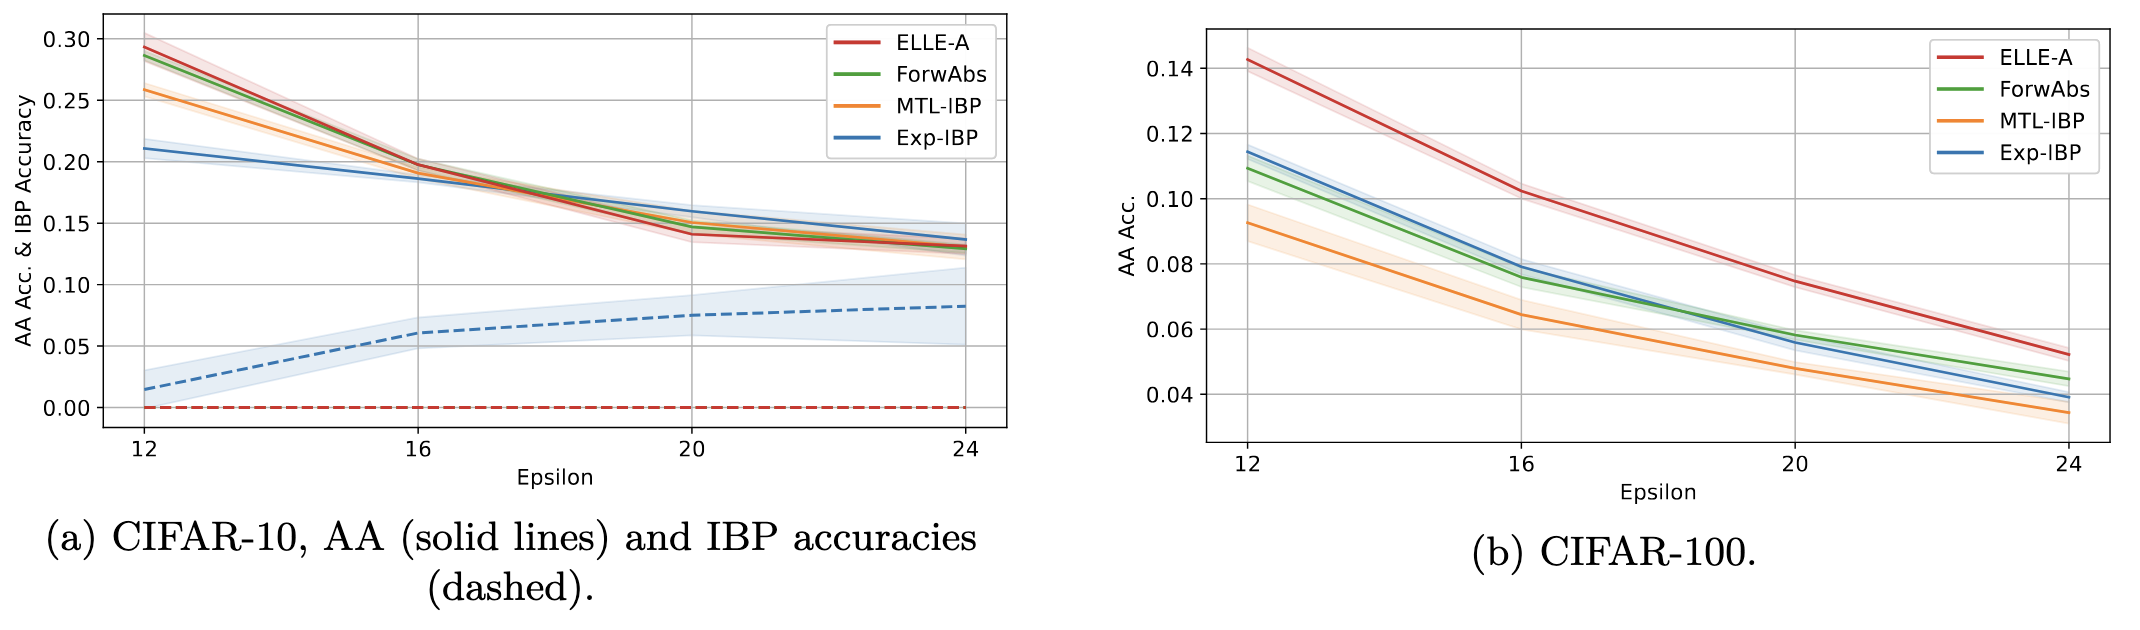 0.30
0.25
0.20
0.15
0.10
0.05
0.00
AA Acc. & IBP Accuracy
12 16 20 24
Epsilon
ELLE-A
ForwAbs
MTL-IBP
Exp-IBP
(a) CIFAR-10, AA (solid lines) and IBP accuracies
(dashed).
0.14
0.12
0.10
0.08
0.06
0.04
AA Acc.
12 16 20 24
Epsilon
ELLE-A
ForwAbs
MTL-IBP
Exp-IBP
(b) CIFAR-100.